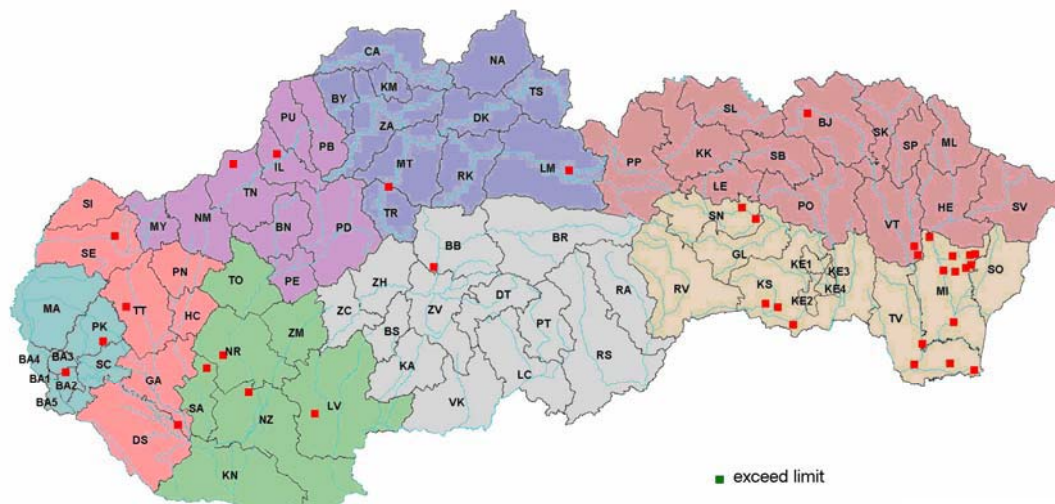 CA
NA
BY
KM
TS
PU
ZA
DK
SL
BJ
PB
SK
SP
ML
IL
MT
RK
LM
PP
KK
SB
TN
LE
PO
HE
SV
SI
MY
NM
BN
PD
TR
SN
VT
SE
BB
BR
GL
KE1
KE3
SO
PN
TO
PE
ZH
RV
KS
KE2
KE4
MI
MA
TT
HC
ZC
DT
RA
TV
PK
ZM
BS
ZV
PT
BA4
BA3
SC
NR
KA
RS
BA1
BA2
GA
LC
BA5
SA
NZ
LV
VK
DS
KN
exceed limit